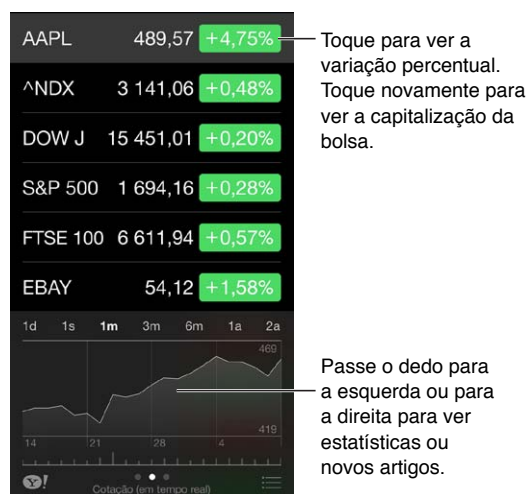 AAPL 489,57 +4,75%
^NDX 3 141,06 +0,48%
DOW J 15 451,01 +0,20%
S&P 500 1 694,16 +0,28%
FTSE 100 6 611,94 +0,57%
EBAY 54,12 +1,58%
1d 1s 1m 3m 6m 1a 2a
469
419
14 21 28 4
Y!
Cotação (em tempo real)
Toque para ver a
variação percentual.
Toque novamente para
ver a capitalização da
bolsa.
Passe o dedo para
a esquerda ou para
a direita para ver
estatísticas ou
novos artigos.